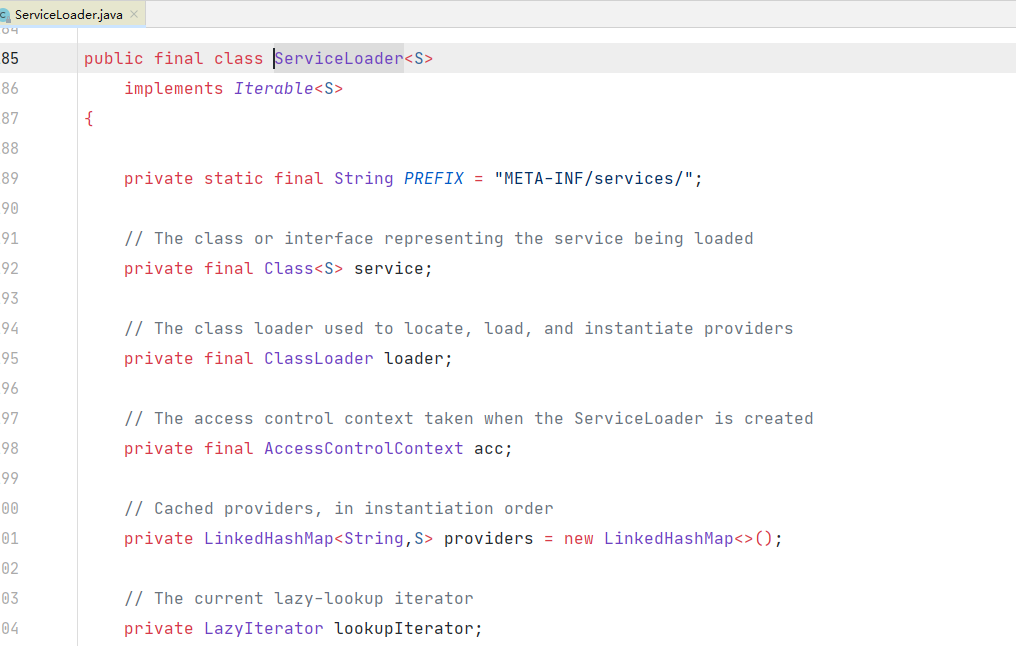 ServiceLoader.java
84
85 public final class ServiceLoader<S>
86 implements Iterable<S>
87 {
88
89 private static final String PREFIX = "META-INF/services/";
90
91 // The class or interface representing the service being loaded
92 private final Class<S> service;
93
94 // The class loader used to locate, load, and instantiate providers
95 private final ClassLoader loader;
96
97 // The access control context taken when the ServiceLoader is created
98 private final AccessControlContext acc;
99
00 // Cached providers, in instantiation order
01 private LinkedHashMap<String,S> providers = new LinkedHashMap<>();
02
03 // The current lazy-lookup iterator
04 private LazyIterator lookupIterator;